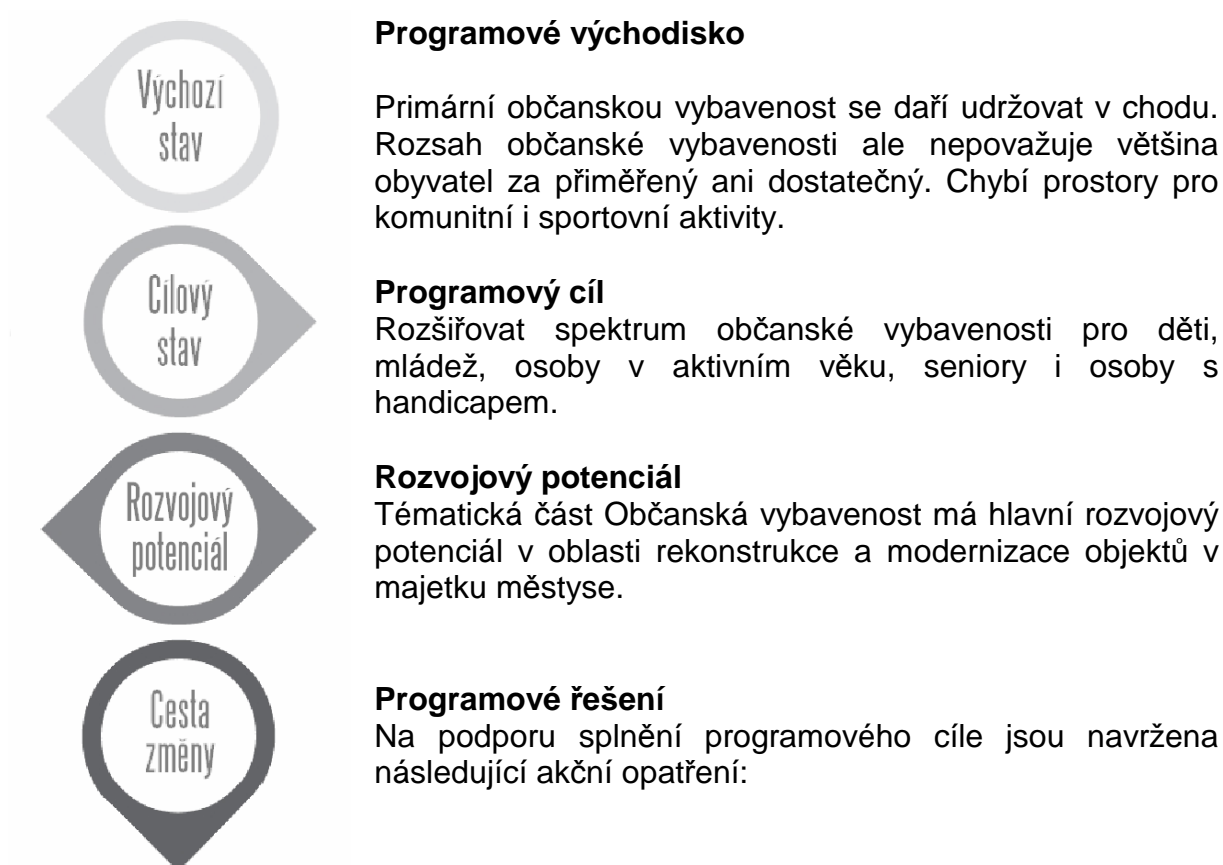 Výchozí
stav
Programové východisko
Primární občanskou vybavenost se daří udržovat v chodu.
Rozsah občanské vybavenosti ale nepovažuje většina
obyvatel za přiměřený ani dostatečný. Chybí prostory pro
komunitní i sportovní aktivity.
Cílový
stav
Programový cíl
Rozšiřovat spektrum občanské vybavenosti pro děti,
mládež, osoby v aktivním věku, seniory i osoby s
handicapem.
Rozvojový
potenciál
Rozvojový potenciál
Tématická část Občanská vybavenost má hlavní rozvojový
potenciál v oblasti rekonstrukce a modernizace objektů v
majetku městyse.
Cesta
změny
Programové řešení
Na podporu splnění programového cíle jsou navržena
následující akční opatření: